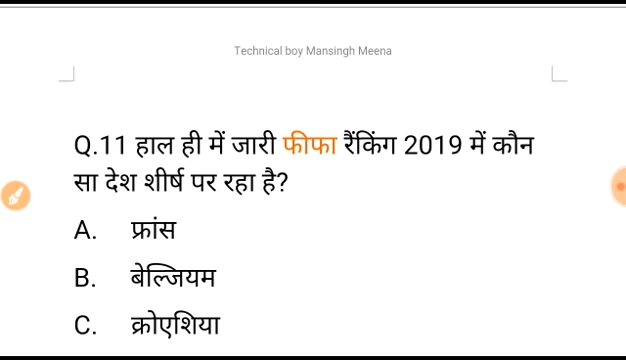 Technical boy Mansingh Meena
Q.11 हाल ही में जारी फीफा रैंकिंग 2019 में कौन
सा देश शीर्ष पर रहा है?
A. फ्रांस
B. बेल्जियम
C. क्रोएशिया